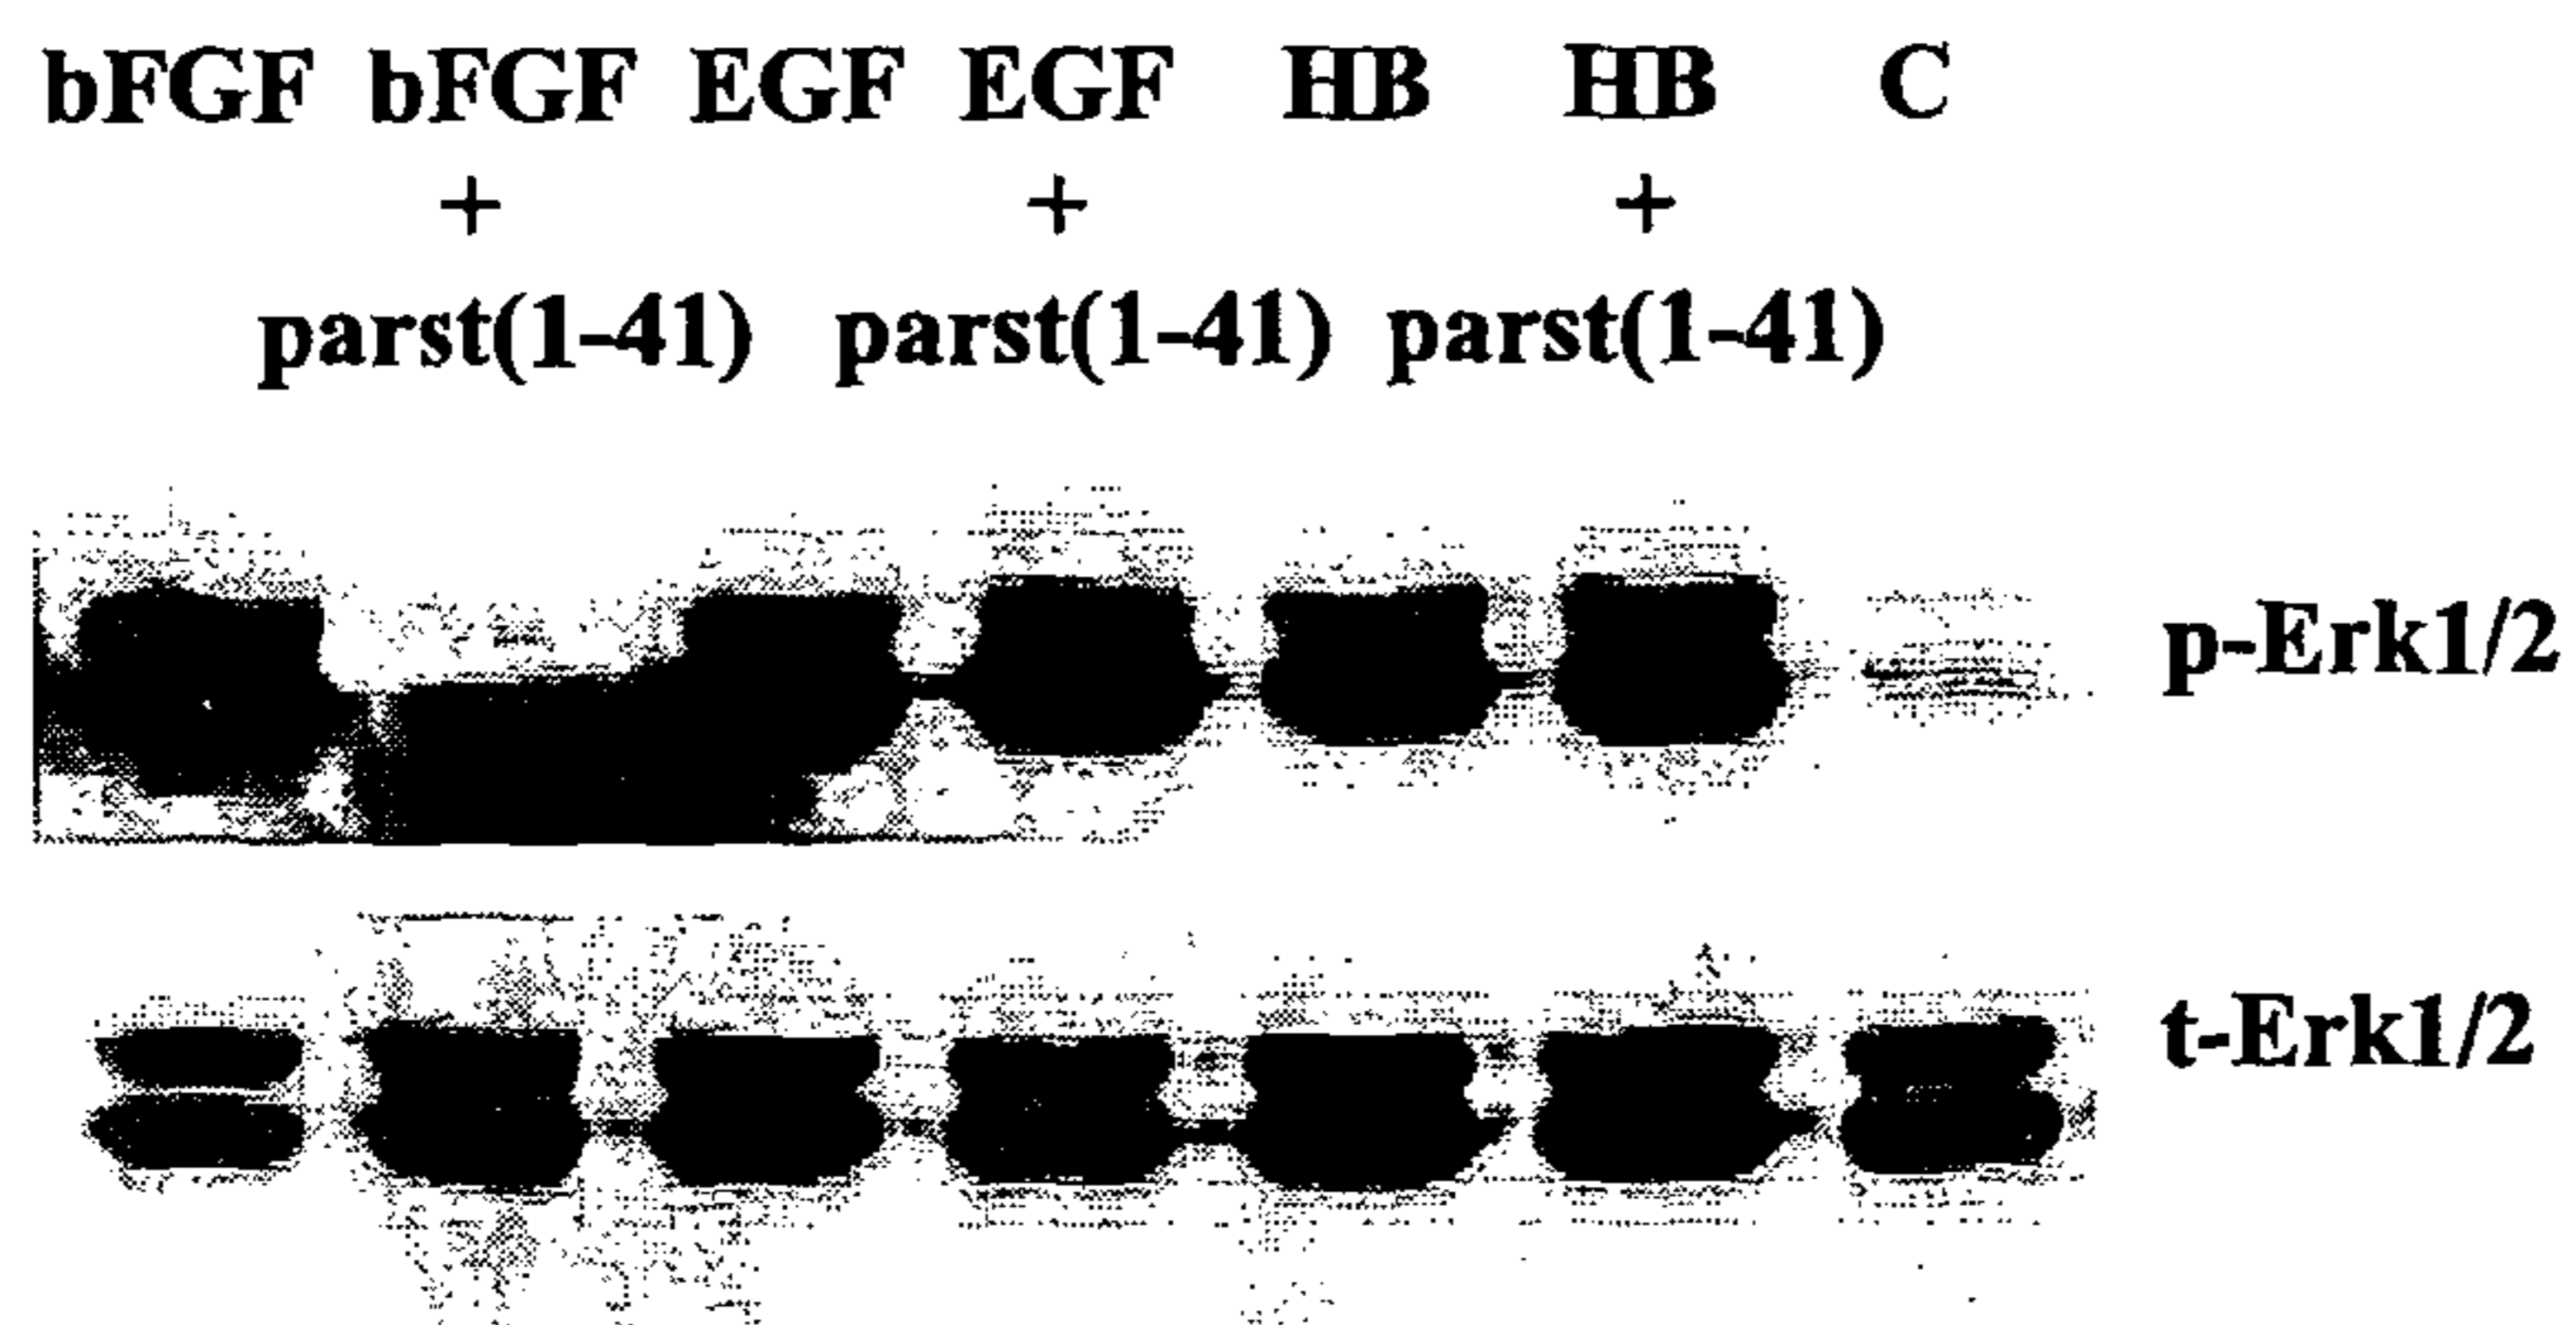 bFGF bFGF EGF EGF HB HB C
+ + +
parst(1-41) parst(1-41) parst(1-41)
p-Erk1/2
t-Erk1/2